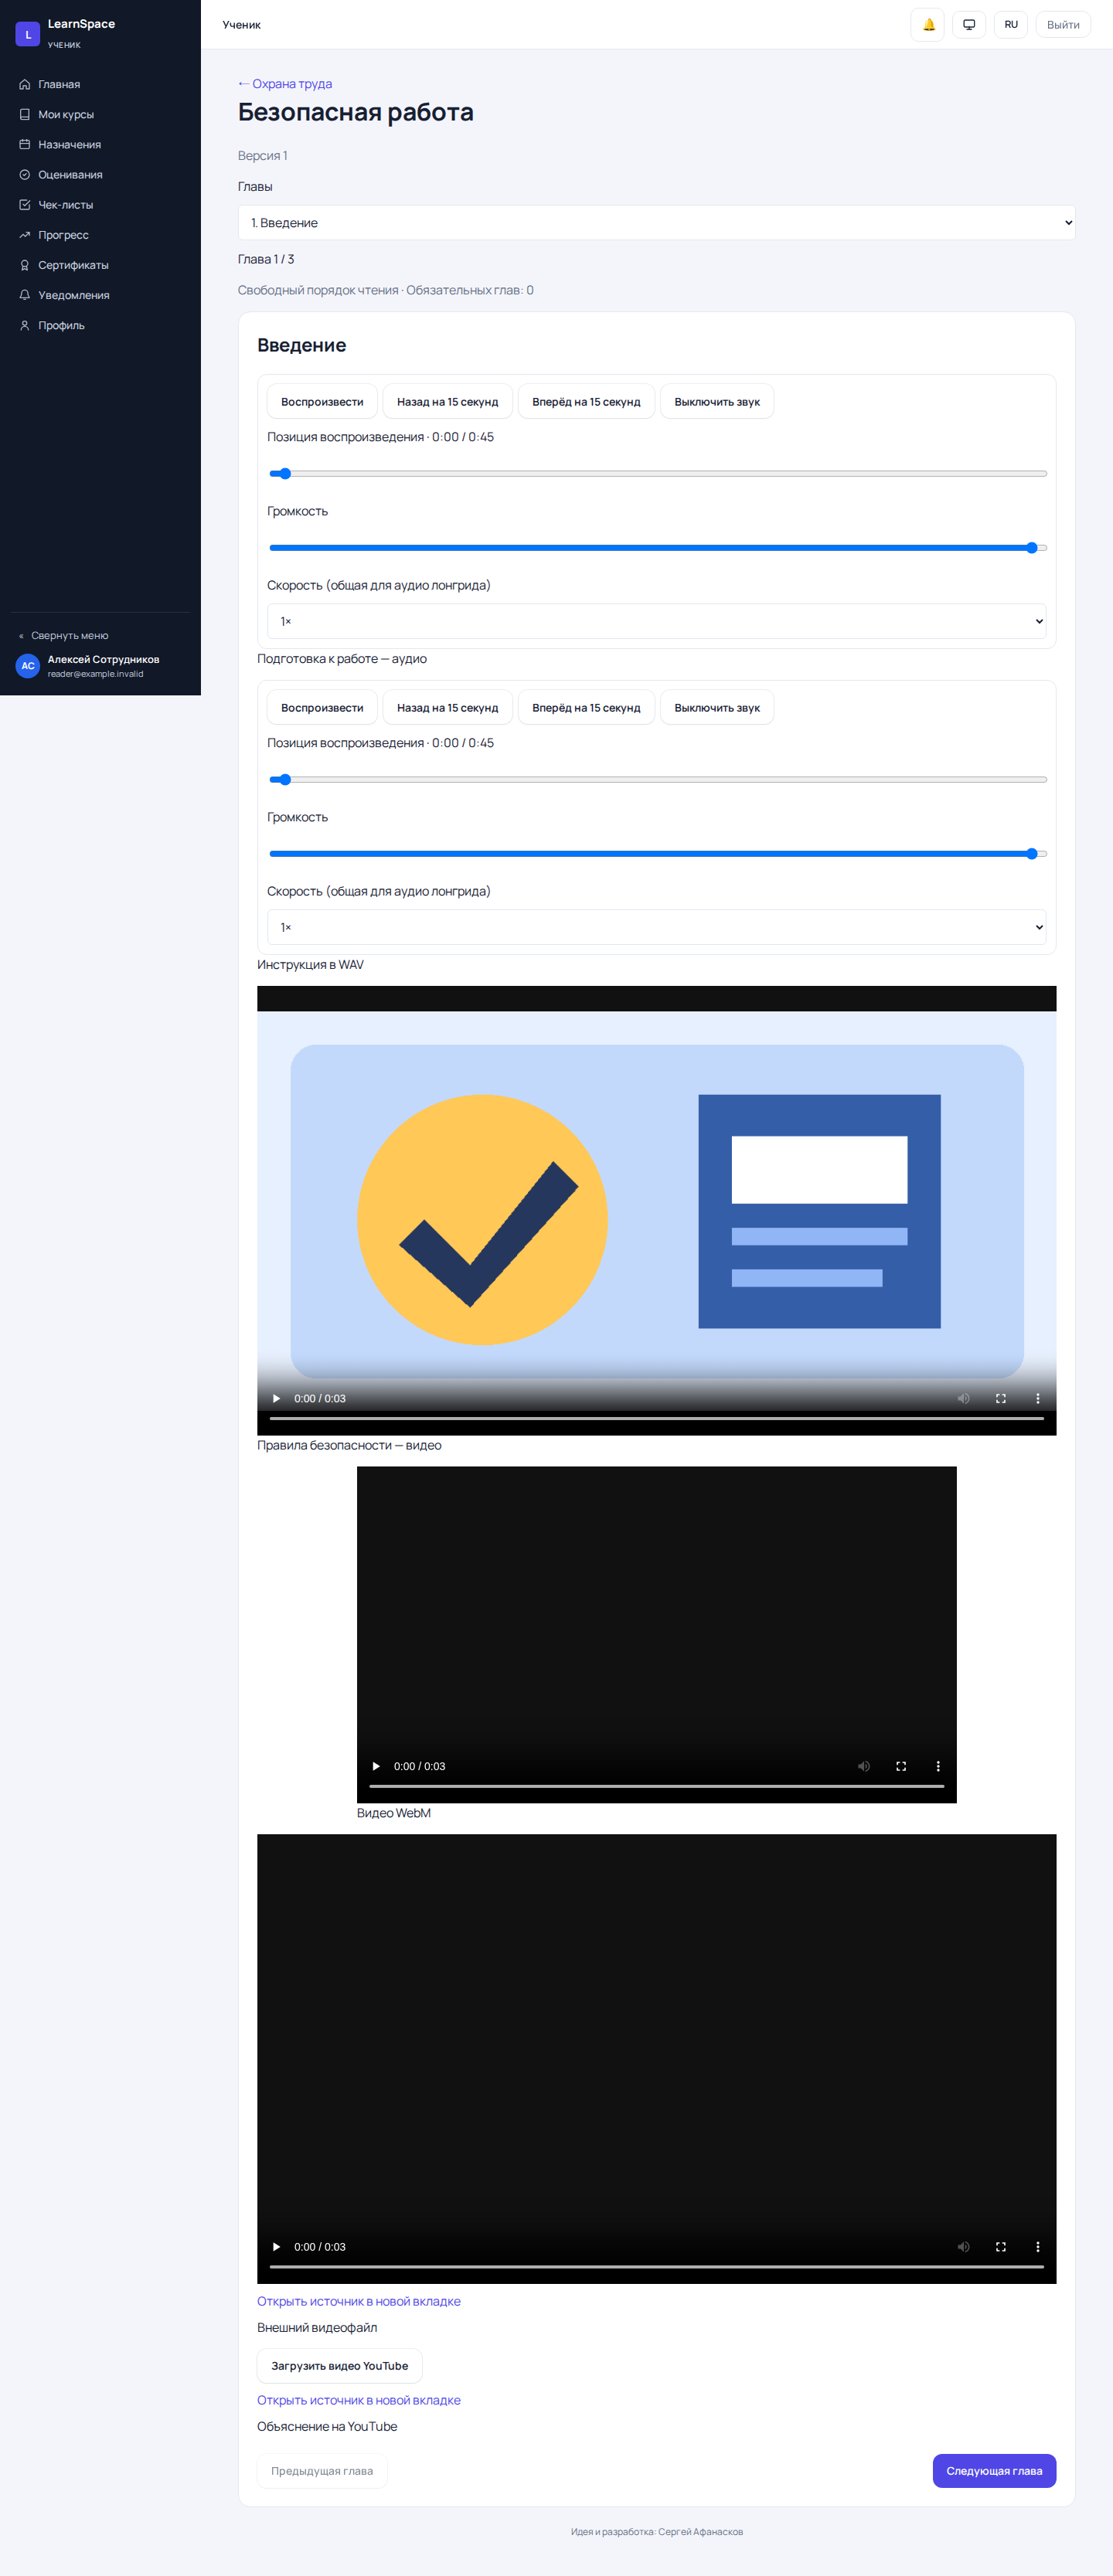 L
LearnSpace
УЧЕНИК
Главная
Мои курсы
Назначения
Оценивания
Чек-листы
Прогресс
Сертификаты
Уведомления
Профиль
« Свернуть меню
АС
Алексей Сотрудников
reader@example.invalid
Ученик
RU
Выйти
← Охрана труда
Безопасная работа
Версия 1
Главы
1. Введение
Глава 1 / 3
Свободный порядок чтения · Обязательных глав: 0
Введение
Воспроизвести Назад на 15 секунд Вперёд на 15 секунд Выключить звук
Позиция воспроизведения · 0:00 / 0:45
Громкость
Скорость (общая для аудио лонгрида)
1×
Подготовка к работе — аудио
Воспроизвести Назад на 15 секунд Вперёд на 15 секунд Выключить звук
Позиция воспроизведения · 0:00 / 0:45
Громкость
Скорость (общая для аудио лонгрида)
1×
Инструкция в WAV
0:00 / 0:03
Правила безопасности — видео
0:00 / 0:03
Видео WebM
0:00 / 0:03
Открыть источник в новой вкладке
Внешний видеофайл
Загрузить видео YouTube
Открыть источник в новой вкладке
Объяснение на YouTube
Предыдущая глава Следующая глава
Идея и разработка: Сергей Афанасков